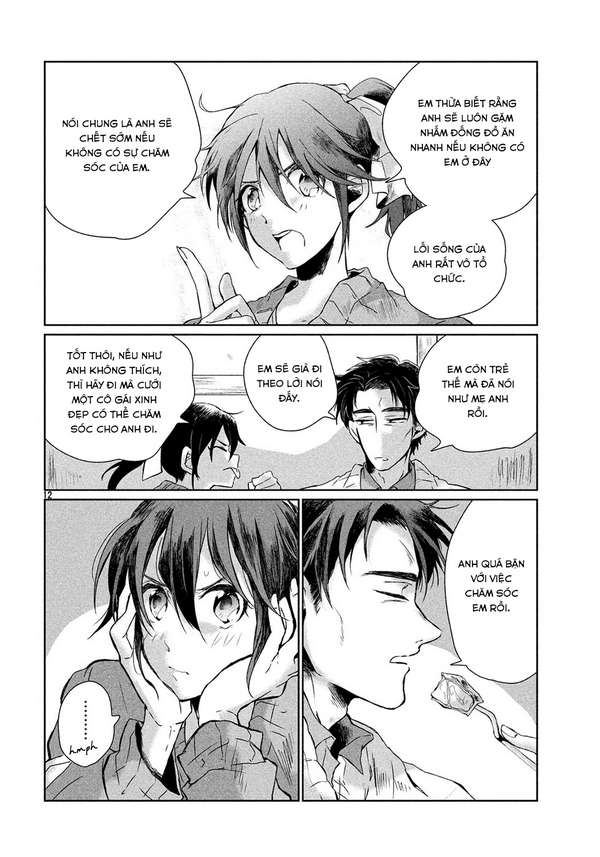 EM THỪA BIẾT RẰNG
ANH SẼ LUÔN GẶM
NHẤM ĐỐNG ĐỒ ĂN
NHANH NẾU KHÔNG CÓ
EM Ở ĐÂY
LỐI SỐNG CỦA
ANH RẤT VÔ TỔ
CHỨC.
NÓI CHUNG LÀ ANH SẼ
CHẾT SỚM NẾU
KHÔNG CÓ SỰ CHĂM
SÓC CỦA EM.
EM CÒN TRẺ
THẾ MÀ ĐÃ NÓI
NHƯ MẸ ANH
RỒI.
EM SẼ GIẢ ĐI
THEO LỜI NÓI
ĐẤY.
TỐT THÔI, NẾU NHƯ
ANH KHÔNG THÍCH,
THÌ HÃY ĐI MÀ CƯỚI
MỘT CÔ GÁI XINH
ĐẸP CÓ THỂ CHĂM
SÓC CHO ANH ĐI.
12
ANH QUÁ BẬN
VỚI VIỆC
CHĂM SÓC
EM RỒI.
........
hmph